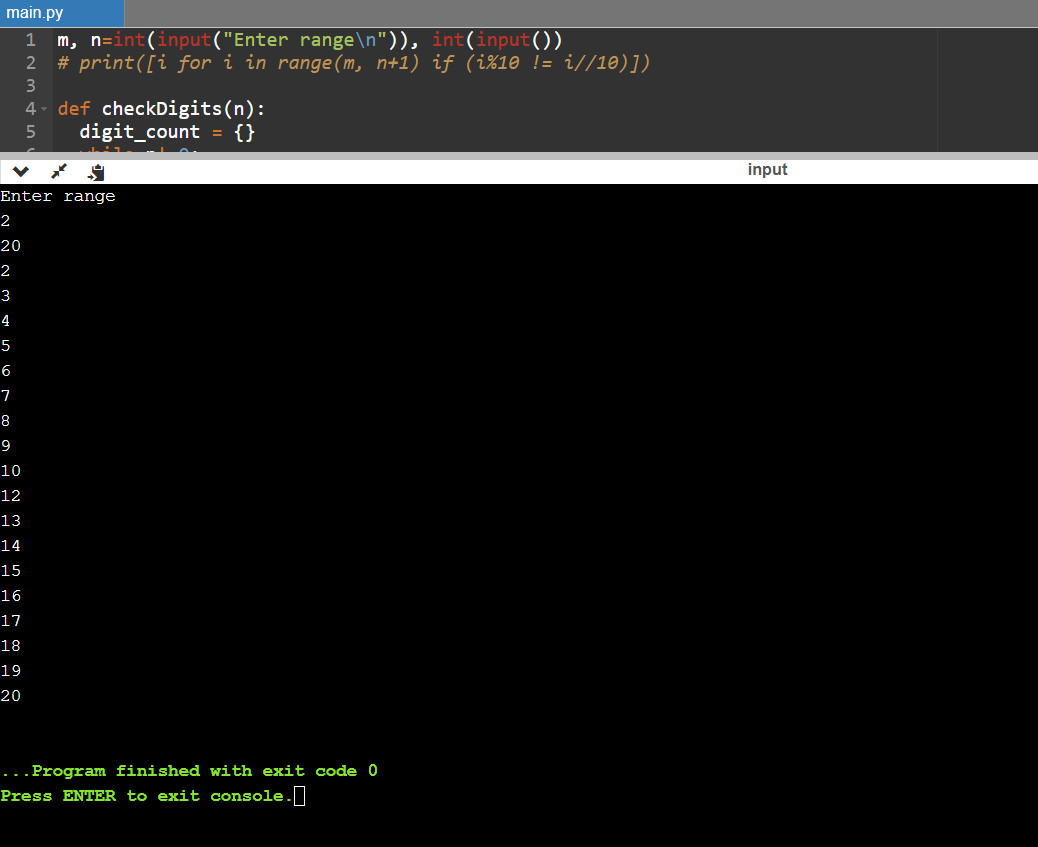 main.py
1 m, n=int(input("Enter range\n")), int(input())
2 # print([i for i in range(m, n+1) if (i%10 != i//10)])
3
4 def checkDigits(n):
5   digit_count = {}
input
Enter range
2
20
2
3
4
5
6
7
8
9
10
12
13
14
15
16
17
18
19
20
...Program finished with exit code 0
Press ENTER to exit console.